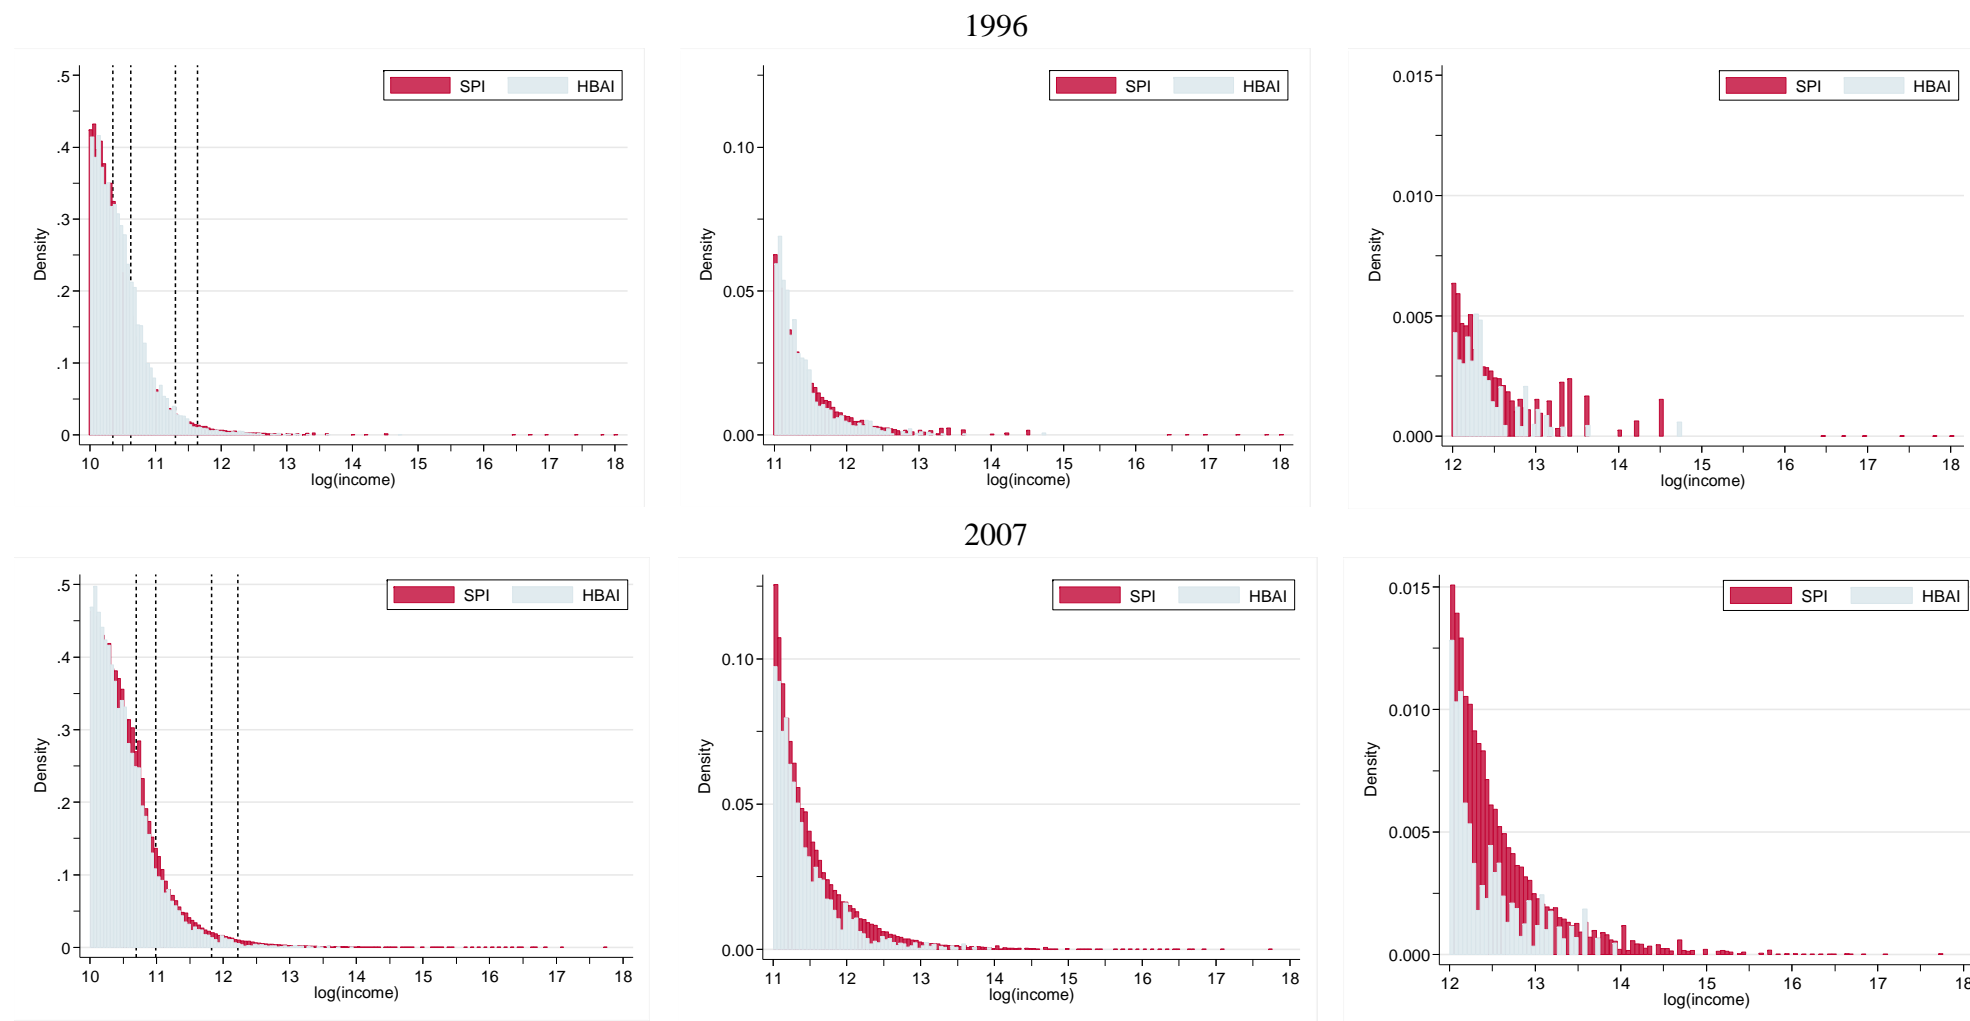 1996
SPI HBAI
.5
.4
.3
.2
.1
0
Density
10 11 12 13 14 15 16 17 18
log(income)
SPI HBAI
0.10
0.05
0.00
Density
11 12 13 14 15 16 17 18
log(income)
SPI HBAI
0.015
0.010
0.005
0.000
Density
12 13 14 15 16 17 18
log(income)
2007
SPI HBAI
.5
.4
.3
.2
.1
0
Density
10 11 12 13 14 15 16 17 18
log(income)
SPI HBAI
0.10
0.05
0.00
Density
11 12 13 14 15 16 17 18
log(income)
SPI HBAI
0.015
0.010
0.005
0.000
Density
12 13 14 15 16 17 18
log(income)